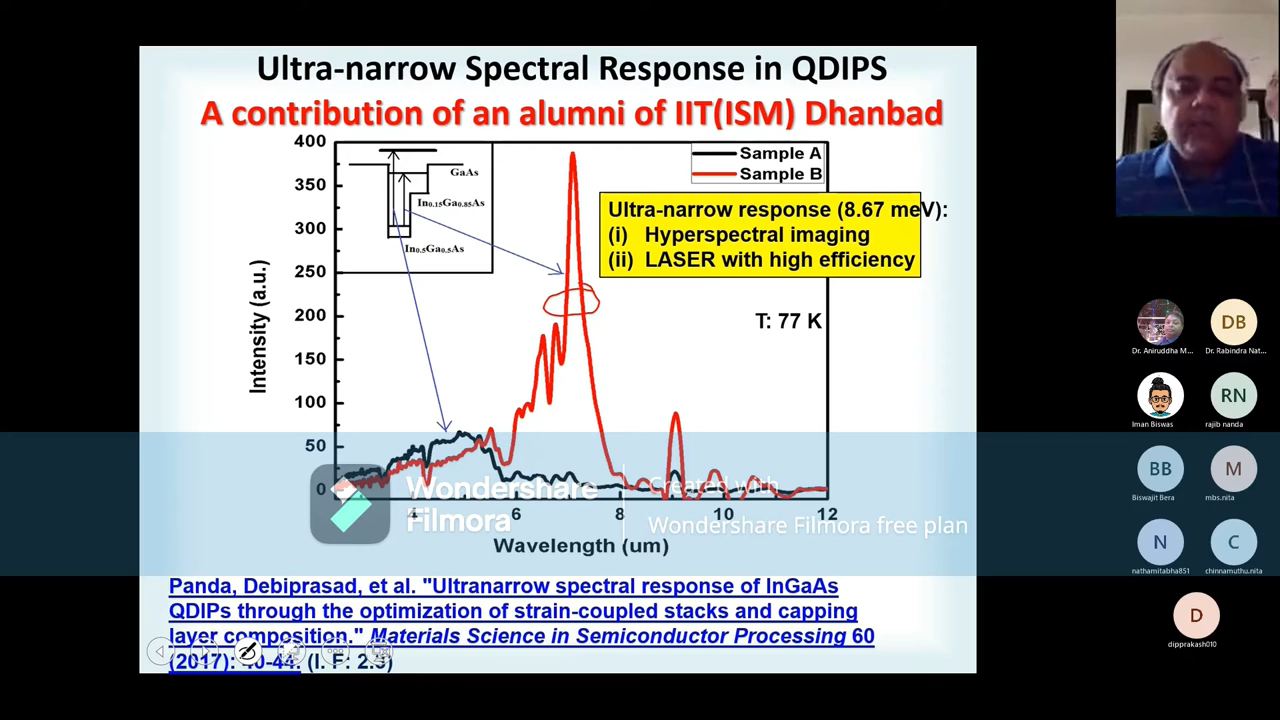 Ultra-narrow Spectral Response in QDIPS
A contribution of an alumni of IIT(ISM) Dhanbad
400
350
300
250
200
150
100
50
0
Intensity (a.u.)
GaAs
In0.15Ga0.85As
In0.5Ga0.5As
Sample A
Sample B
Ultra-narrow response (8.67 meV):
(i) Hyperspectral imaging
(ii) LASER with high efficiency
T: 77 K
4
6
8
10
12
Wavelength (um)
Wondershare
Filmora
Created with
Wondershare Filmora free plan
Panda, Debiprasad, et al. "Ultranarrow spectral response of InGaAs
QDIPs through the optimization of strain-coupled stacks and capping
layer composition." Materials Science in Semiconductor Processing 60
(2017): 40-44. (I. F: 2.9)
Dr. Aniruddha M...
DB
Dr. Rabindra Nat...
Iman Biswas
RN
rajib nanda
BB
Biswajit Bera
M
mbs.nita
N
nathamitabha851
C
chinnamuthu.nita
D
dipprakash010